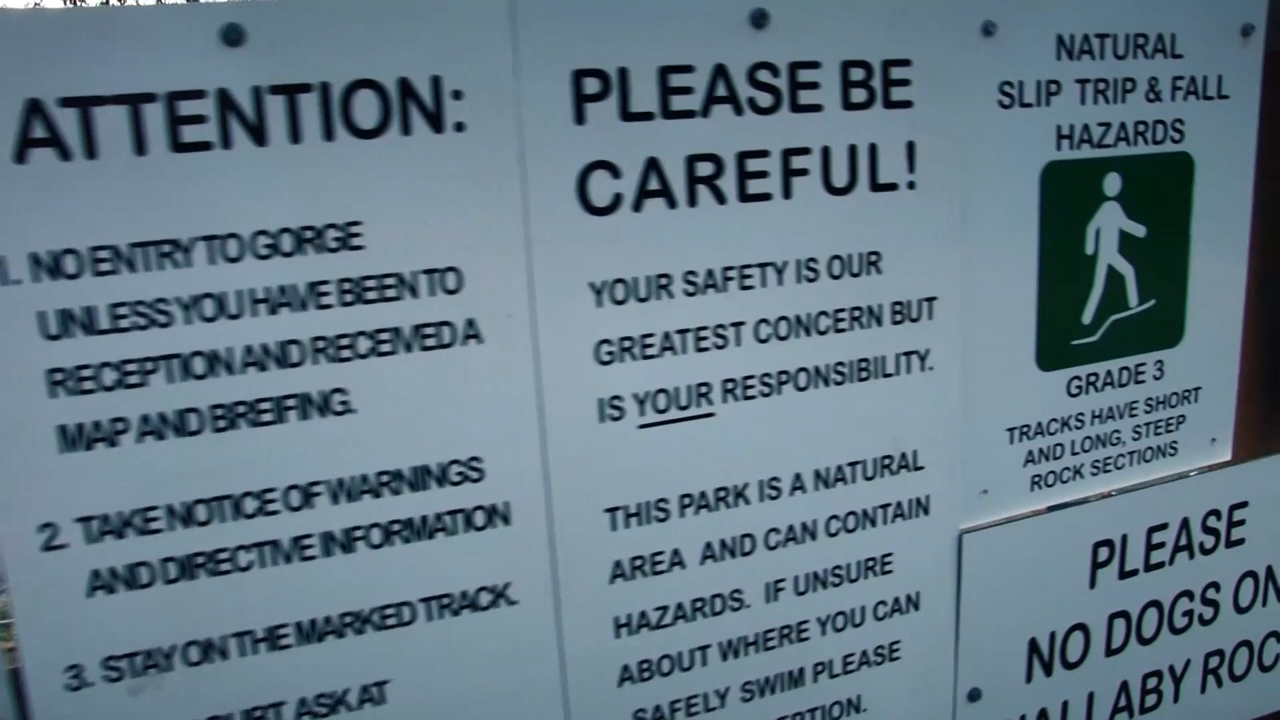 ATTENTION:
1. NO ENTRY TO GORGE
UNLESS YOU HAVE BEEN TO
RECEPTION AND RECEIVED A
MAP AND BREIFING.
2. TAKE NOTICE OF WARNINGS
AND DIRECTIVE INFORMATION
3. STAY ON THE MARKED TRACK.
ASK AT
PLEASE BE
CAREFUL!
YOUR SAFETY IS OUR
GREATEST CONCERN BUT
IS YOUR RESPONSIBILITY.
THIS PARK IS A NATURAL
AREA AND CAN CONTAIN
HAZARDS. IF UNSURE
ABOUT WHERE YOU CAN
SAFELY SWIM PLEASE
NATURAL
SLIP TRIP & FALL
HAZARDS
GRADE 3
TRACKS HAVE SHORT
AND LONG, STEEP
ROCK SECTIONS
PLEASE
NO DOGS ON